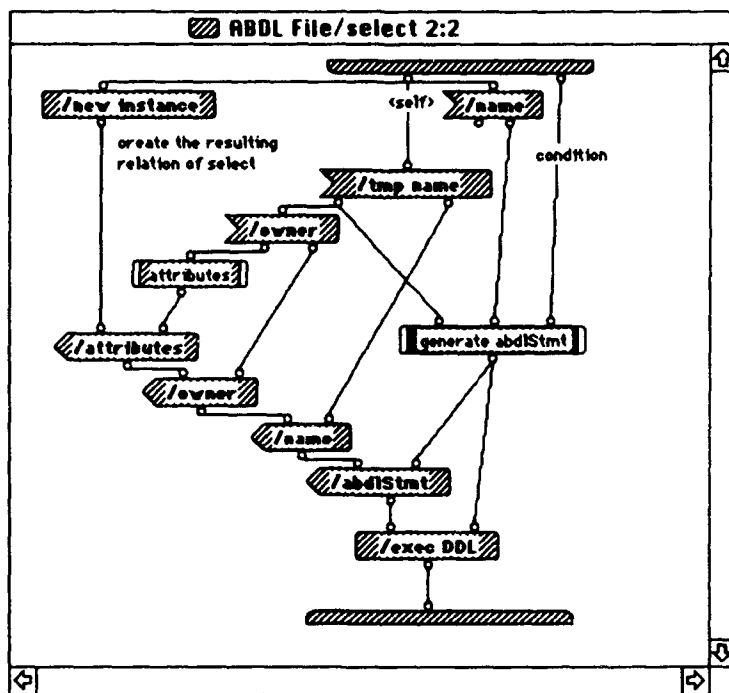 ABDL File/select 2:2
/new instance
<self>
/name
create the resulting
relation of select
condition
/tmp name
/owner
attributes
/attributes
generate abdlStmt
/owner
/name
/abdlStmt
/exec DDL